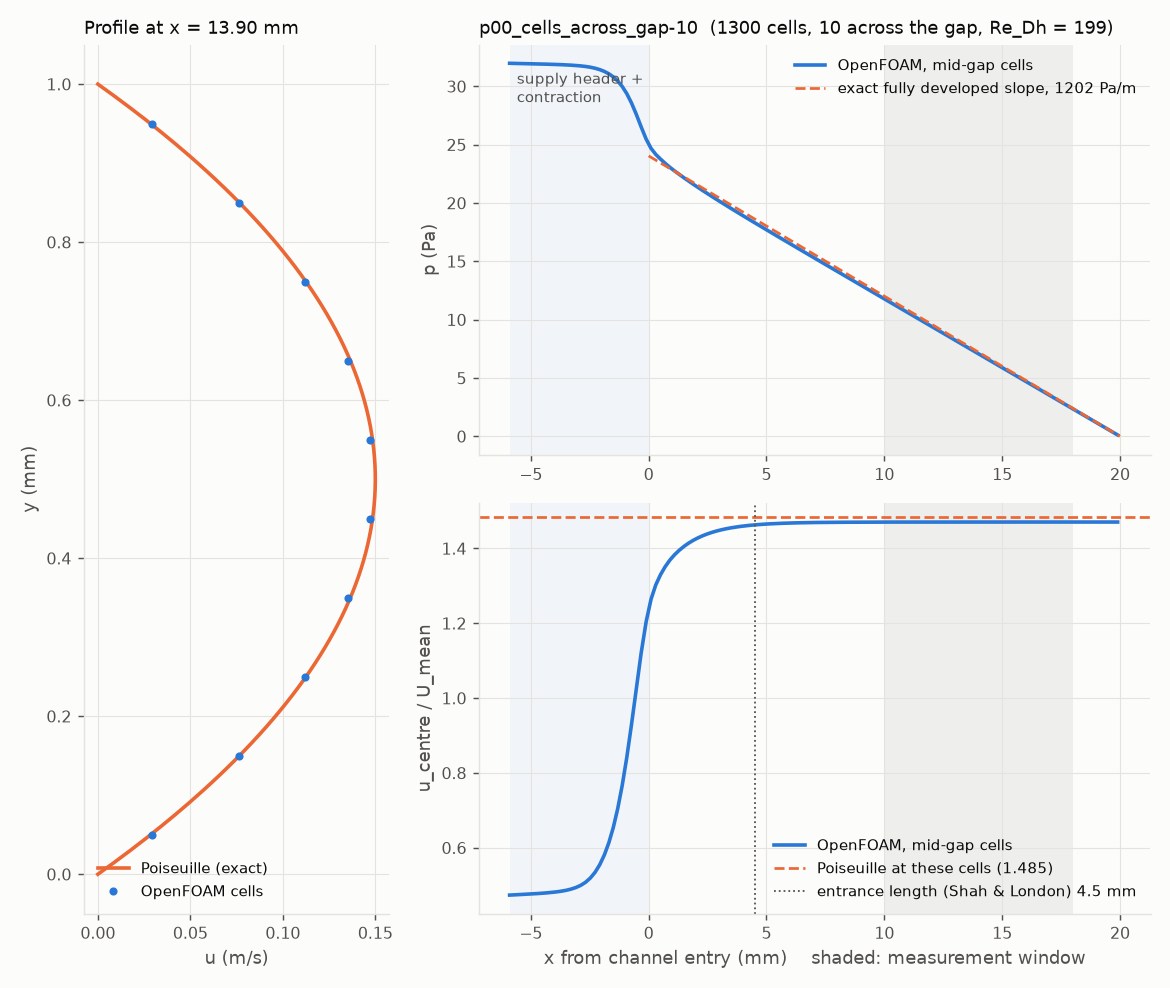 Profile at x = 13.90 mm
1.0
0.8
0.6
0.4
0.2
0.0
y (mm)
0.00
0.05
0.10
0.15
u (m/s)
Poiseuille (exact)
OpenFOAM cells
p00_cells_across_gap-10  (1300 cells, 10 across the gap, Re_Dh = 199)
30
25
20
15
10
5
0
p (Pa)
supply header +
contraction
OpenFOAM, mid-gap cells
exact fully developed slope, 1202 Pa/m
−5
0
5
10
15
20
1.4
1.2
1.0
0.8
0.6
u_centre / U_mean
OpenFOAM, mid-gap cells
Poiseuille at these cells (1.485)
entrance length (Shah & London) 4.5 mm
−5
0
5
10
15
20
x from channel entry (mm)    shaded: measurement window